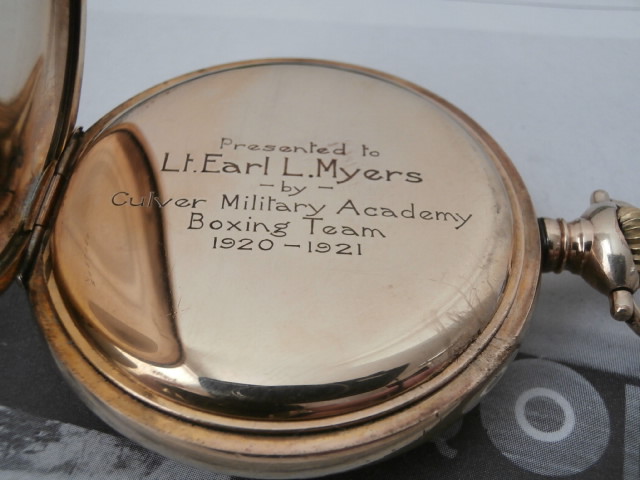 Presented to
Lt. Earl L. Myers
- by -
Culver Military Academy
Boxing Team
1920 - 1921